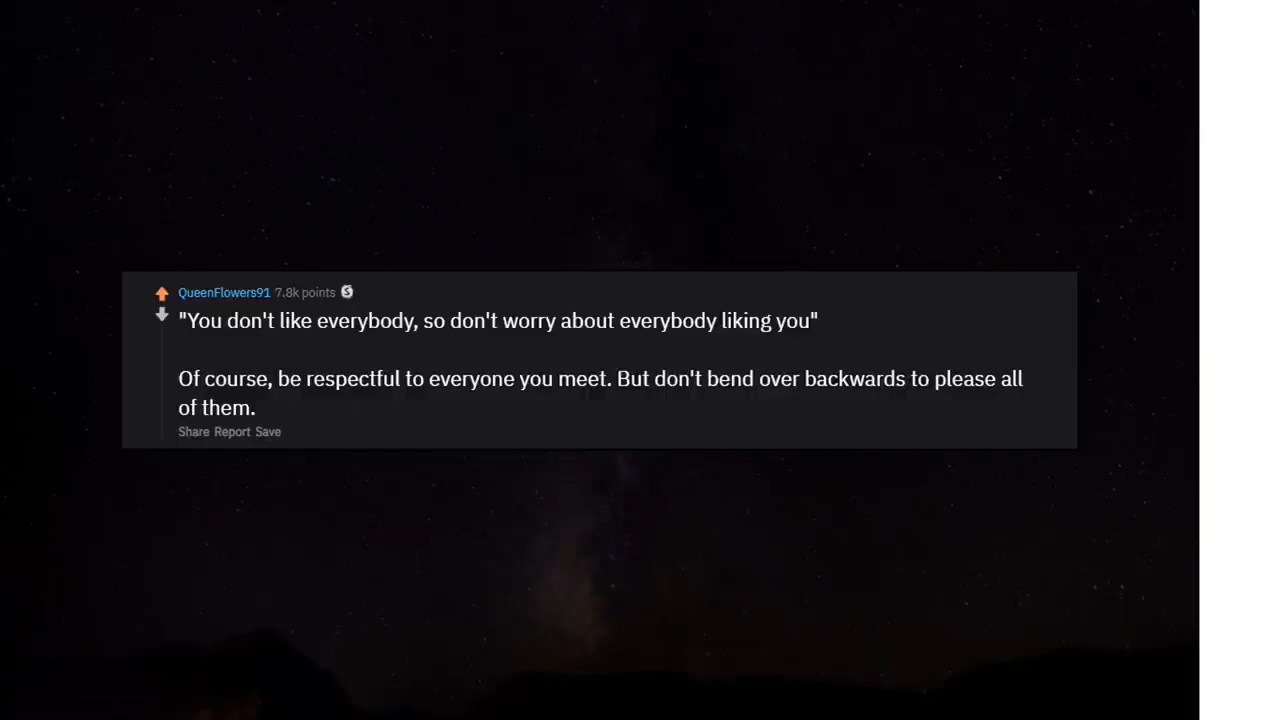 QueenFlowers91 7.8k points S
"You don't like everybody, so don't worry about everybody liking you"
Of course, be respectful to everyone you meet. But don't bend over backwards to please all
of them.
Share Report Save